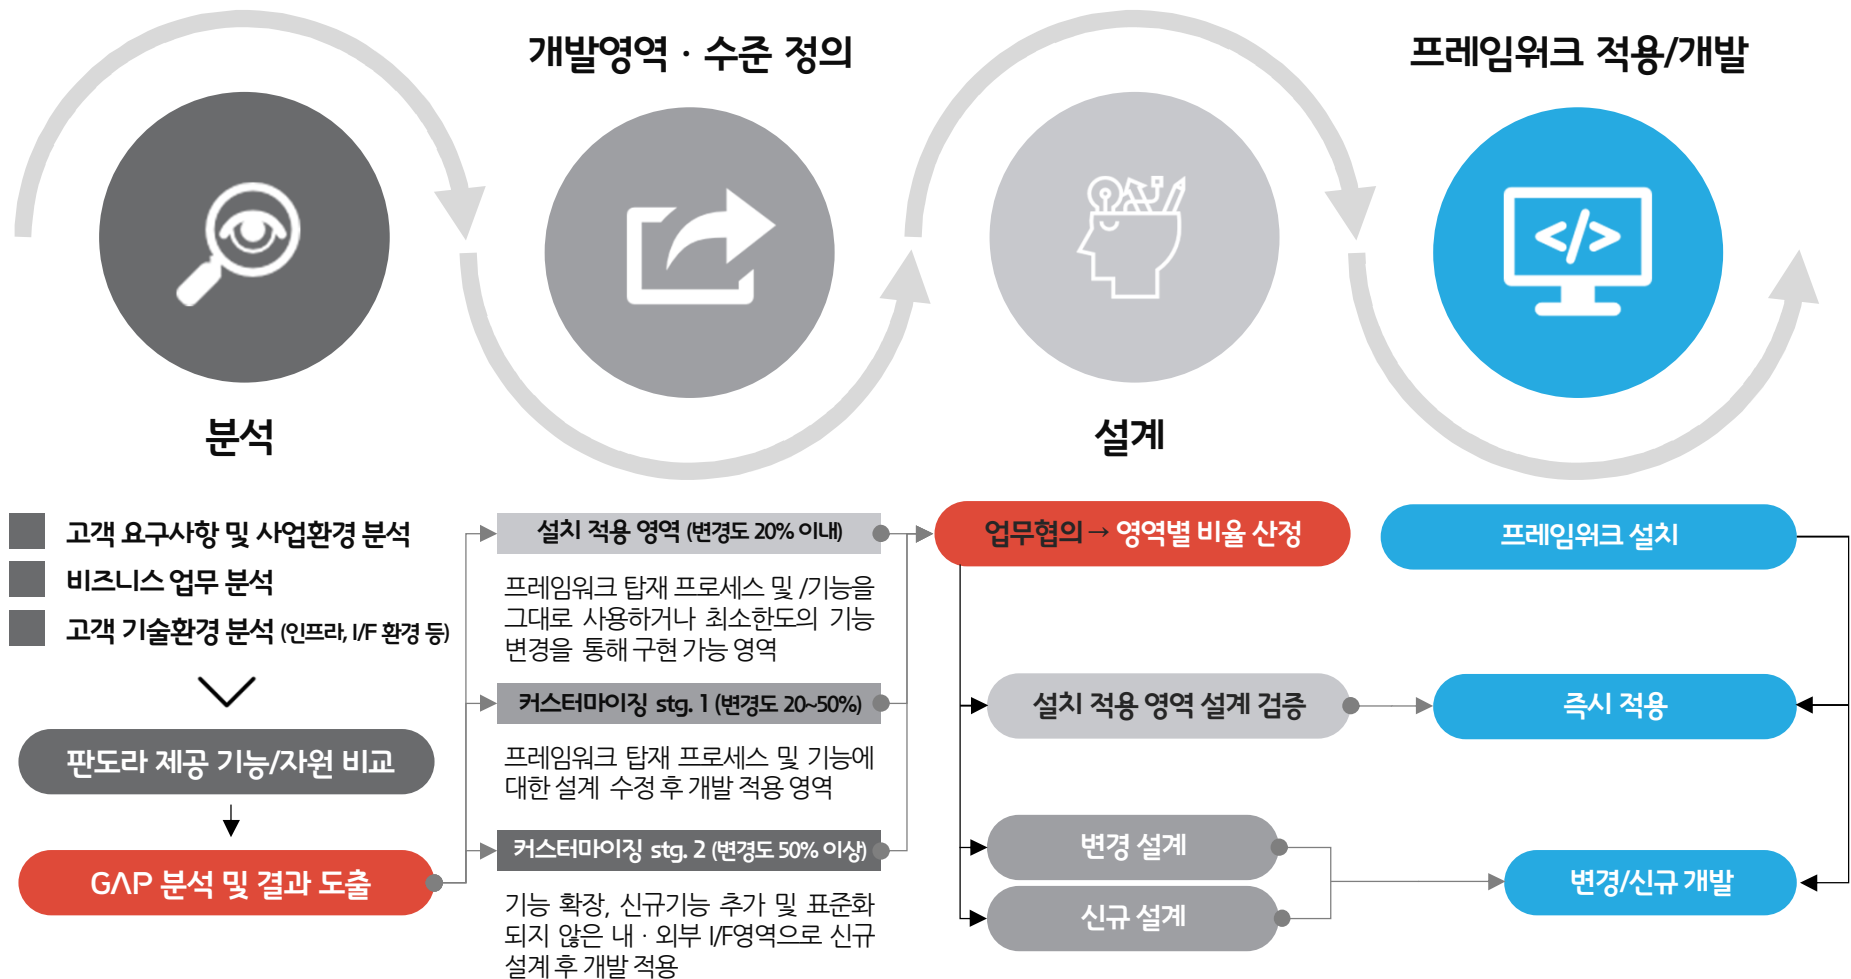 개발영역 · 수준 정의
프레임워크 적용/개발
</>
분석
설계
고객 요구사항 및 사업환경 분석
비즈니스 업무 분석
고객 기술환경 분석 (인프라, I/F 환경 등)
판도라 제공 기능/자원 비교
GAP 분석 및 결과 도출
설치 적용 영역 (변경도 20% 이내)
프레임워크 탑재 프로세스 및 /기능을
그대로 사용하거나 최소한도의 기능
변경을 통해 구현 가능 영역
커스터마이징 stg. 1 (변경도 20~50%)
프레임워크 탑재 프로세스 및 기능에
대한 설계 수정 후 개발 적용 영역
커스터마이징 stg. 2 (변경도 50% 이상)
기능 확장, 신규기능 추가 및 표준화
되지 않은 내 · 외부 I/F영역으로 신규
설계 후 개발 적용
업무협의 → 영역별 비율 산정
설치 적용 영역 설계 검증
변경 설계
신규 설계
프레임워크 설치
즉시 적용
변경/신규 개발